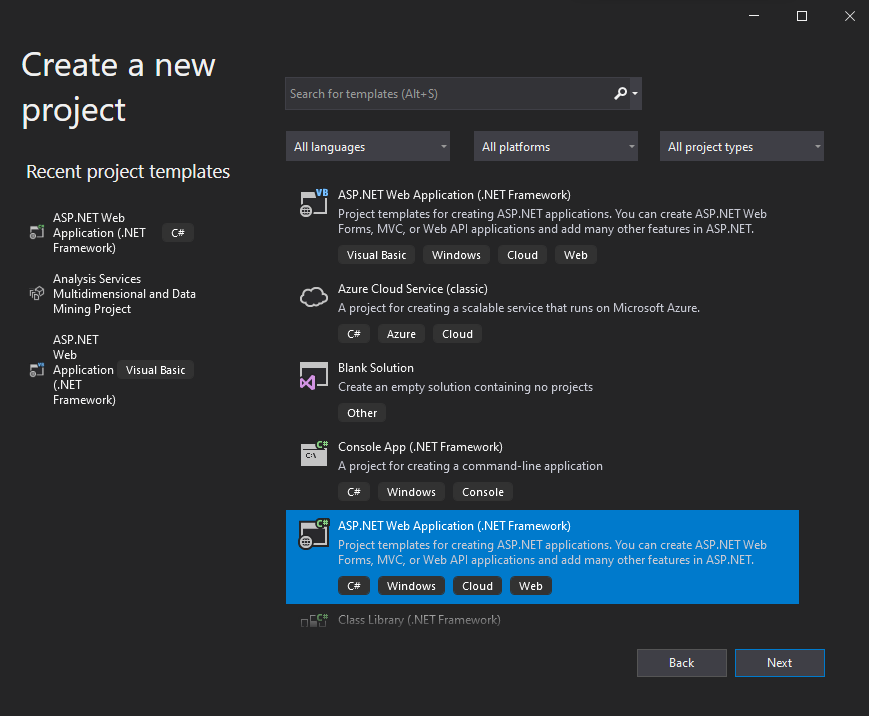 Create a new
project
Recent project templates
ASP.NET Web
Application (.NET
Framework)
C#
Analysis Services
Multidimensional and Data
Mining Project
ASP.NET
Web
Application
(.NET
Framework)
Visual Basic
Search for templates (Alt+S)
All languages
All platforms
All project types
VB
ASP.NET Web Application (.NET Framework)
Project templates for creating ASP.NET applications. You can create ASP.NET Web
Forms, MVC, or Web API applications and add many other features in ASP.NET.
Visual Basic Windows Cloud Web
Azure Cloud Service (classic)
A project for creating a scalable service that runs on Microsoft Azure.
C# Azure Cloud
Blank Solution
Create an empty solution containing no projects
Other
C#
C:\
Console App (.NET Framework)
A project for creating a command-line application
C# Windows Console
C#
ASP.NET Web Application (.NET Framework)
Project templates for creating ASP.NET applications. You can create ASP.NET Web
Forms, MVC, or Web API applications and add many other features in ASP.NET.
C# Windows Cloud Web
C#
Class Library (.NET Framework)
Back
Next